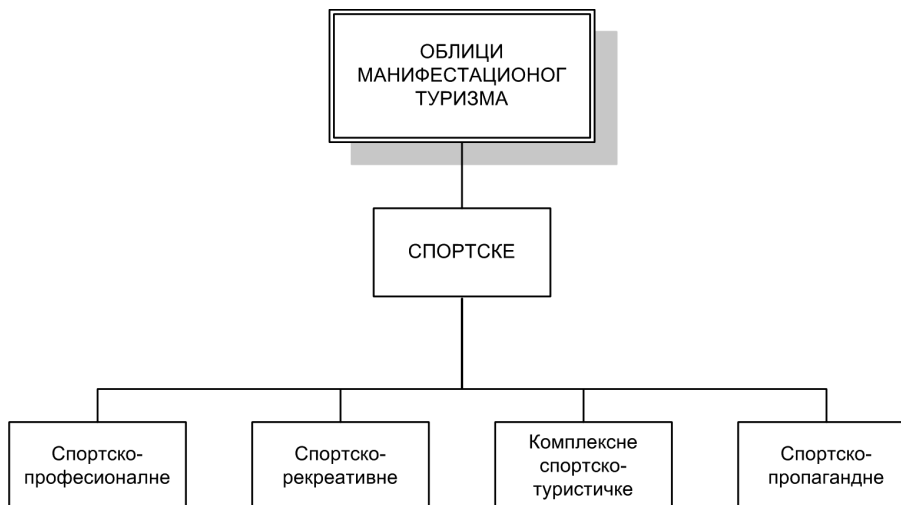 ОБЛИЦИ
МАНИФЕСТАЦИОНОГ
ТУРИЗМА
СПОРТСКЕ
Спортско-
професионалне
Спортско-
рекреативне
Комплексне
спортско-
туристичке
Спортско-
пропагандне